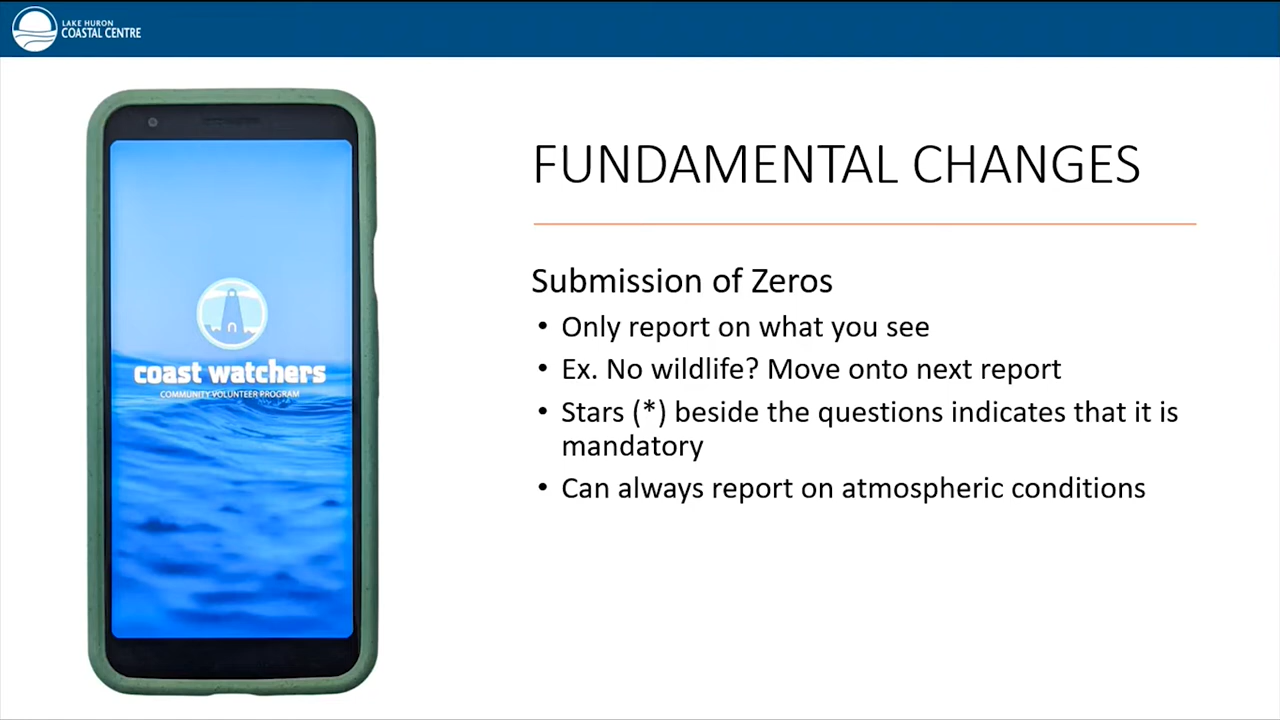 LAKE HURON
COASTAL CENTRE
FUNDAMENTAL CHANGES
coast watchers
COMMUNITY VOLUNTEER PROGRAM
Submission of Zeros
• Only report on what you see
• Ex. No wildlife? Move onto next report
• Stars (*) beside the questions indicates that it is
mandatory
• Can always report on atmospheric conditions